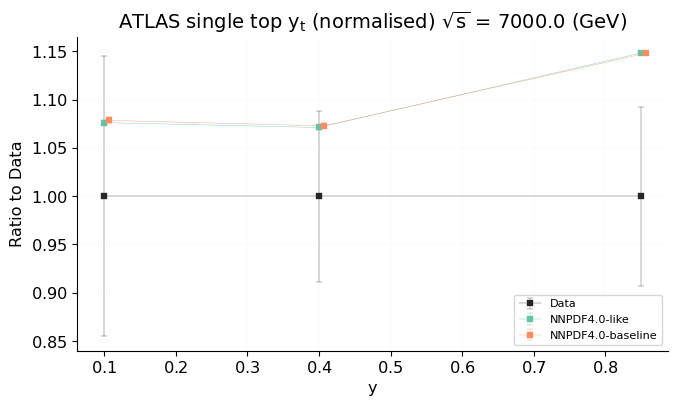 ATLAS single top y_t (normalised) √s = 7000.0 (GeV)
Ratio to Data
1.15
1.10
1.05
1.00
0.95
0.90
0.85
0.1 0.2 0.3 0.4 0.5 0.6 0.7 0.8
y
Data
NNPDF4.0-like
NNPDF4.0-baseline